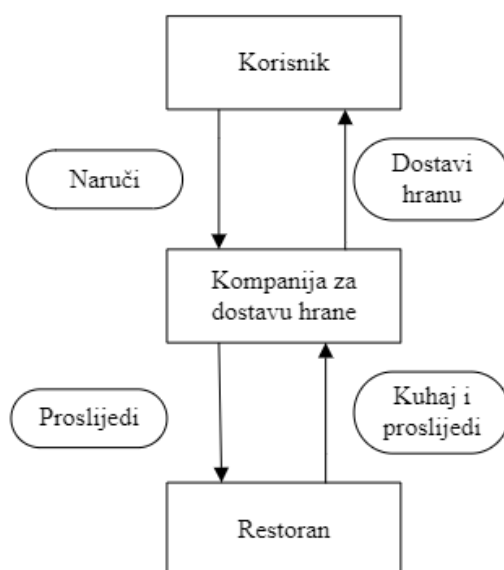 Korisnik
Naruči
Dostavi
hranu
Kompanija za
dostavu hrane
Proslijedi
Kuhaj i
proslijedi
Restoran